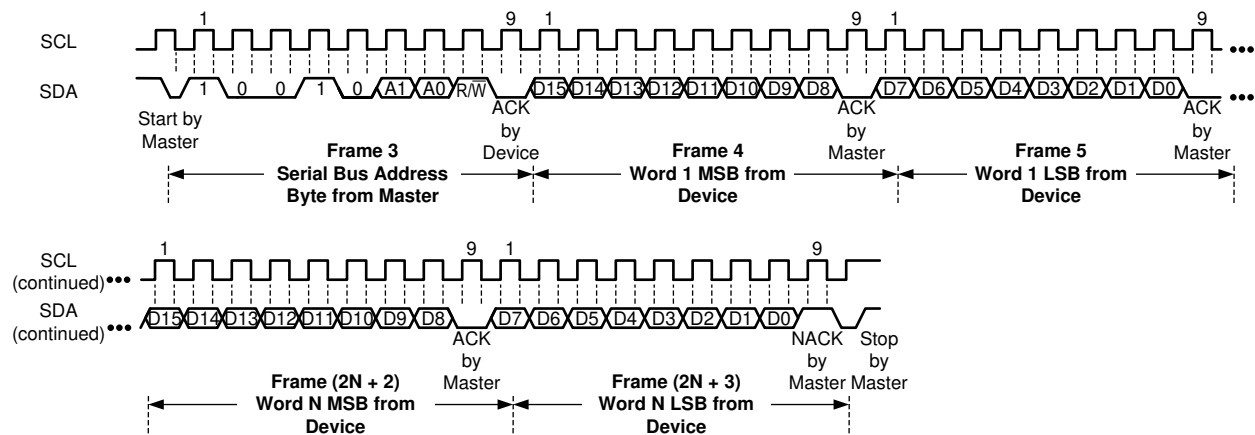 1 9 1 9 1 9
SCL
SDA 1 0 0 1 0 A1 A0 R/W D15 D14 D13 D12 D11 D10 D9 D8 D7 D6 D5 D4 D3 D2 D1 D0
Start by
Master
ACK
by
Device
ACK
by
Master
ACK
by
Master
Frame 3
Serial Bus Address
Byte from Master
Frame 4
Word 1 MSB from
Device
Frame 5
Word 1 LSB from
Device
1 9 1 9
SCL
(continued)
SDA
(continued)
D15 D14 D13 D12 D11 D10 D9 D8 D7 D6 D5 D4 D3 D2 D1 D0
ACK
by
Master
NACK
by
Master
Stop
by
Master
Frame (2N + 2)
Word N MSB from
Device
Frame (2N + 3)
Word N LSB from
Device